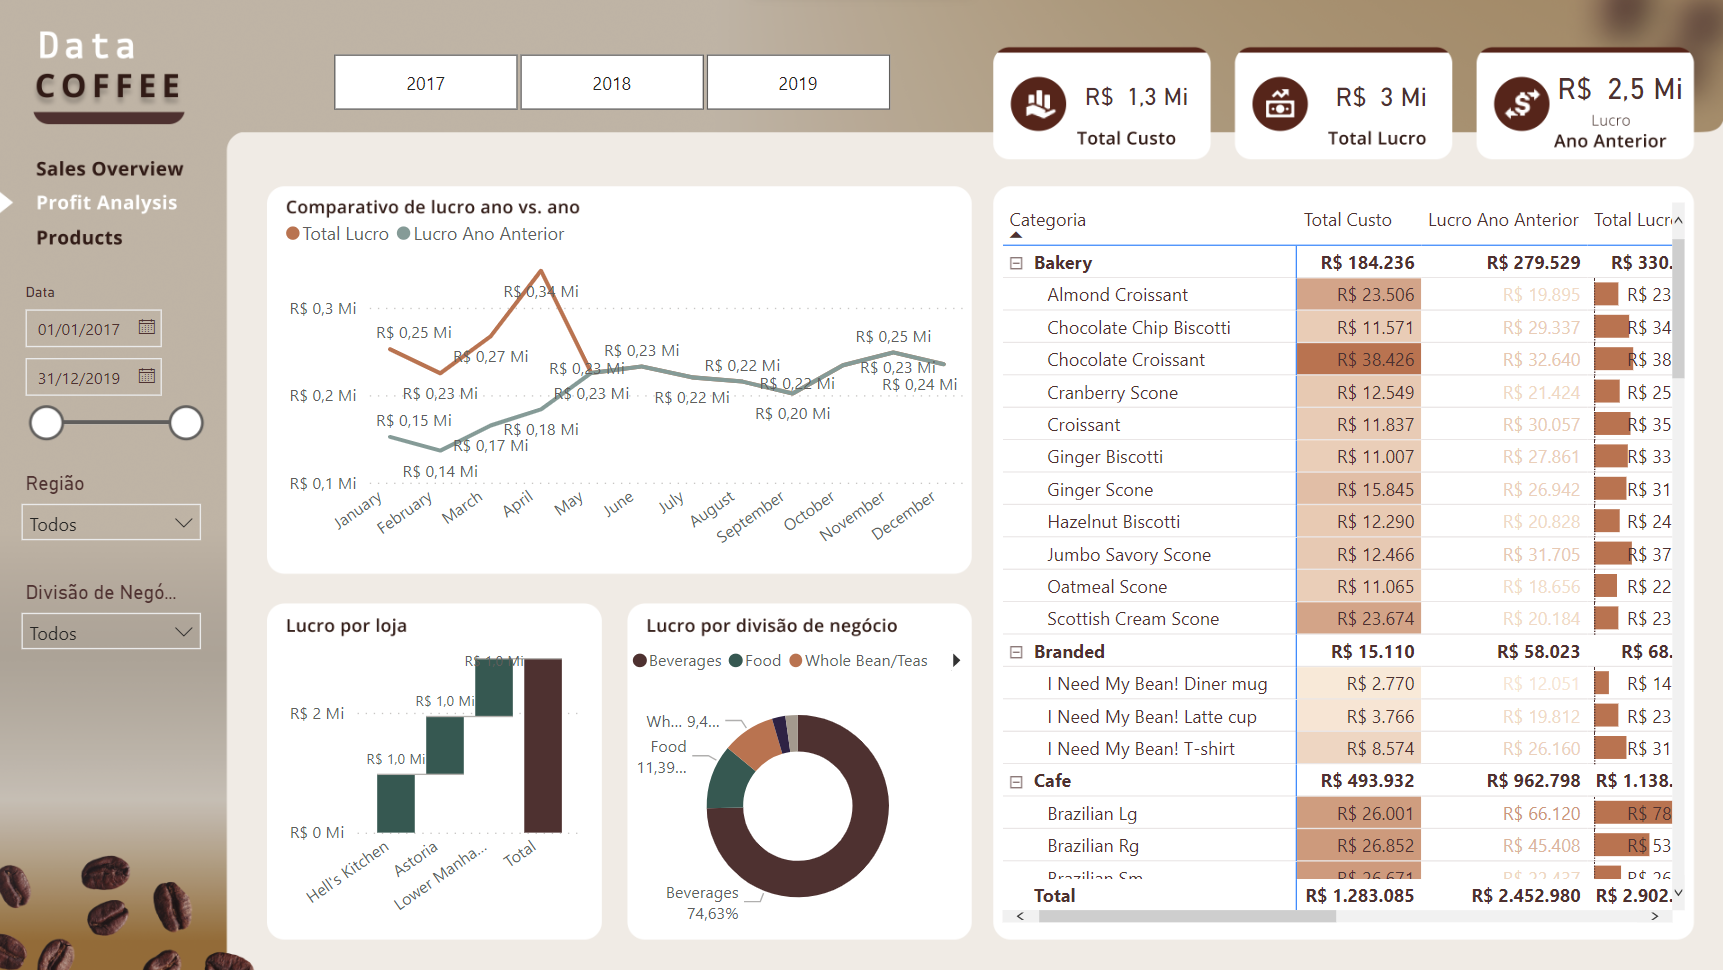 Data
COFFEE
Sales Overview
Profit Analysis
Products
Data
01/01/2017
31/12/2019
Região
Todos
Divisão de Negó...
Todos
2017 2018 2019
R$ 1,3 Mi
Total Custo
R$ 3 Mi
Total Lucro
R$ 2,5 Mi
Lucro
Ano Anterior
Comparativo de lucro ano vs. ano
Total Lucro Lucro Ano Anterior
R$ 0,3 Mi
R$ 0,2 Mi
R$ 0,1 Mi
R$ 0,25 Mi
R$ 0,23 Mi
R$ 0,27 Mi
R$ 0,34 Mi
R$ 0,23 Mi
R$ 0,15 Mi
R$ 0,14 Mi
R$ 0,17 Mi
R$ 0,18 Mi
R$ 0,23 Mi
R$ 0,23 Mi
R$ 0,22 Mi
R$ 0,22 Mi
R$ 0,20 Mi
R$ 0,22 Mi
R$ 0,25 Mi
R$ 0,23 Mi
R$ 0,24 Mi
January February March April May June July August September October November December
Lucro por loja
R$ 2 Mi
R$ 0 Mi
R$ 1,0 Mi
R$ 1,0 Mi
R$ 1,0 Mi
Hell's Kitchen Astoria Lower Manha... Total
Lucro por divisão de negócio
Beverages Food Whole Bean/Teas
Wh... 9,4...
Food
11,39...
Beverages
74,63%
Categoria Total Custo Lucro Ano Anterior Total Lucr
Bakery R$ 184.236 R$ 279.529 R$ 330.
Almond Croissant R$ 23.506 R$ 19.895 R$ 23
Chocolate Chip Biscotti R$ 11.571 R$ 29.337 R$ 34
Chocolate Croissant R$ 38.426 R$ 32.640 R$ 38
Cranberry Scone R$ 12.549 R$ 21.424 R$ 25
Croissant R$ 11.837 R$ 30.057 R$ 35
Ginger Biscotti R$ 11.007 R$ 27.861 R$ 33
Ginger Scone R$ 15.845 R$ 26.942 R$ 31
Hazelnut Biscotti R$ 12.290 R$ 20.828 R$ 24
Jumbo Savory Scone R$ 12.466 R$ 31.705 R$ 37
Oatmeal Scone R$ 11.065 R$ 18.656 R$ 22
Scottish Cream Scone R$ 23.674 R$ 20.184 R$ 23
Branded R$ 15.110 R$ 58.023 R$ 68.
I Need My Bean! Diner mug R$ 2.770 R$ 12.051 R$ 14
I Need My Bean! Latte cup R$ 3.766 R$ 19.812 R$ 23
I Need My Bean! T-shirt R$ 8.574 R$ 26.160 R$ 31
Cafe R$ 493.932 R$ 962.798 R$ 1.138.
Brazilian Lg R$ 26.001 R$ 66.120 R$ 78
Brazilian Rg R$ 26.852 R$ 45.408 R$ 53
Brazilian Sm R$ 26.671 R$ 22.437 R$ 26
Total R$ 1.283.085 R$ 2.452.980 R$ 2.902.